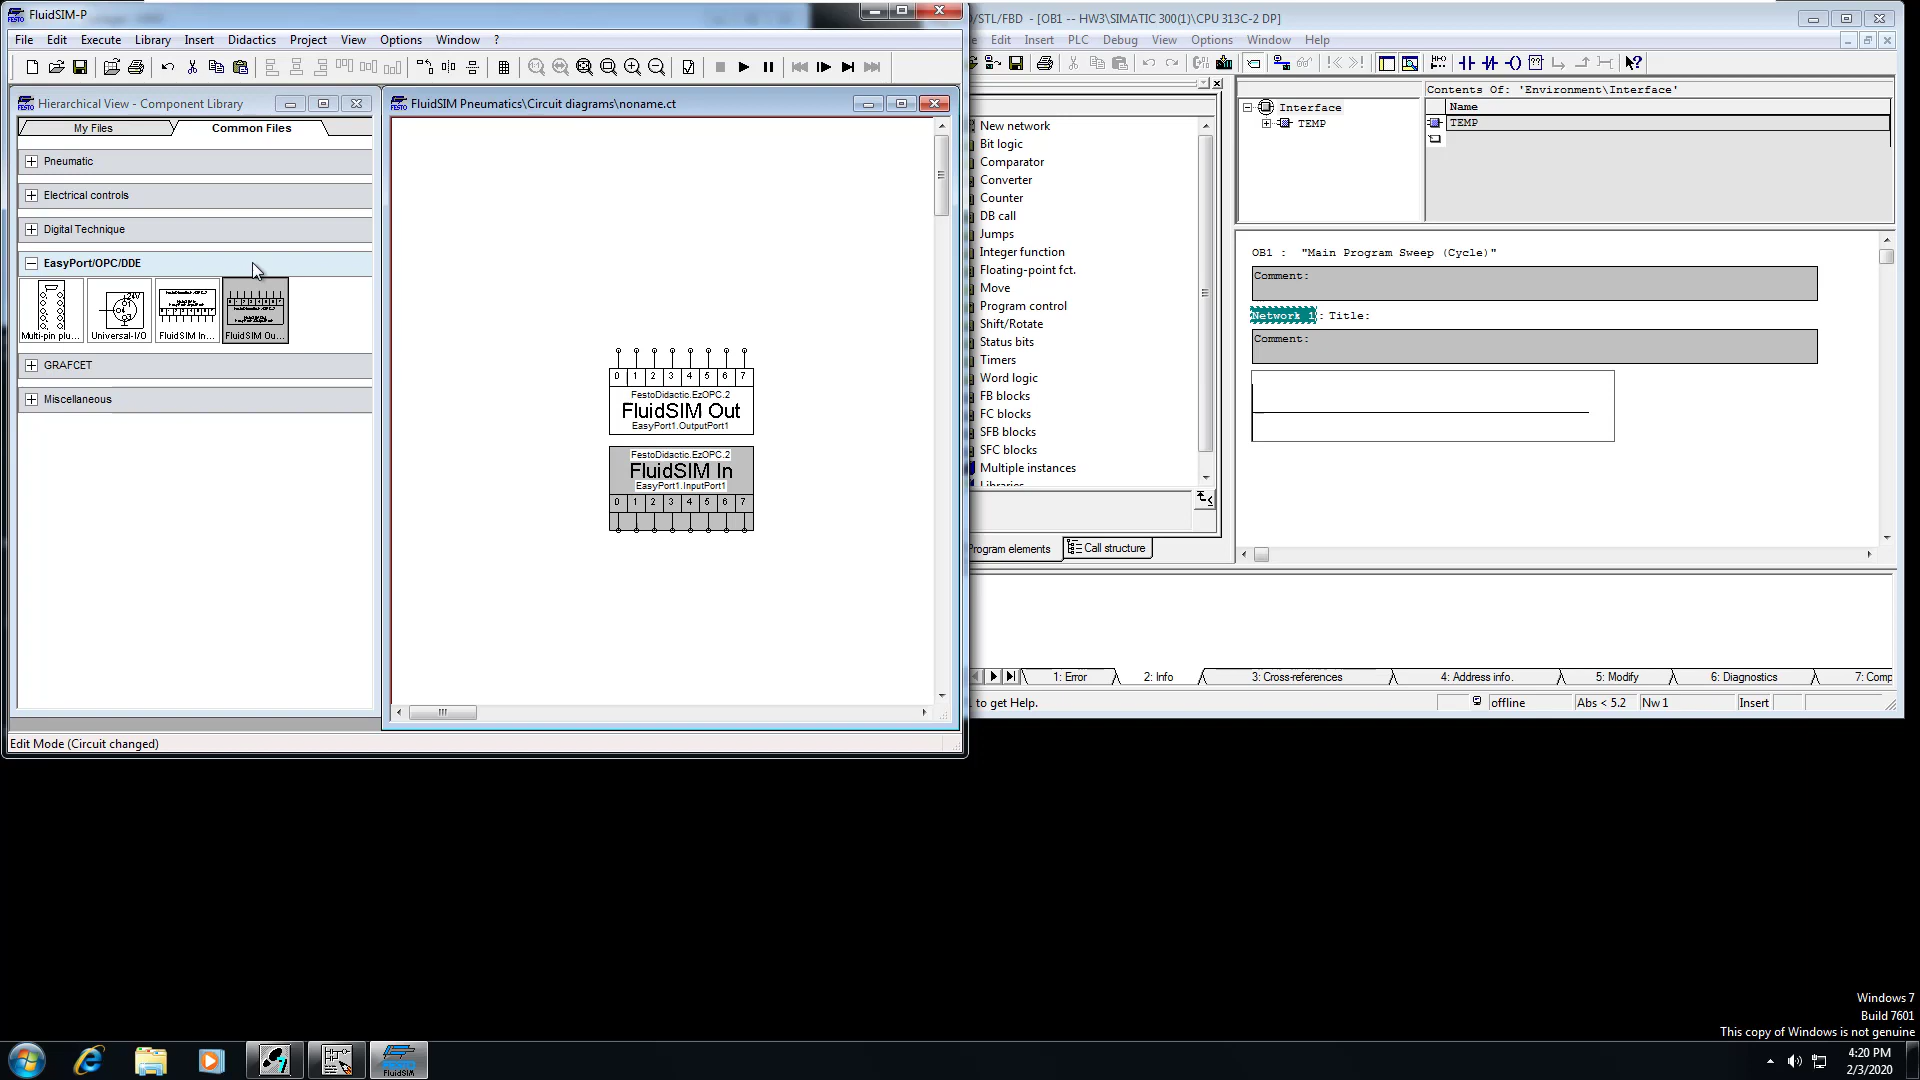 FluidSIM-P
File Edit Execute Library Insert Didactics Project View Options Window ?
Hierarchical View - Component Library
My Files
Common Files
Pneumatic
Electrical controls
Digital Technique
EasyPort/OPC/DDE
Multi-pin plu...
Universal-I/O
FluidSIM In...
FluidSIM Ou...
GRAFCET
Miscellaneous
FluidSIM Pneumatics\Circuit diagrams\noname.ct
0 1 2 3 4 5 6 7
FestoDidactic.EzOPC.2
FluidSIM Out
EasyPort1.OutputPort1
FestoDidactic.EzOPC.2
FluidSIM In
EasyPort1.InputPort1
0 1 2 3 4 5 6 7
Edit Mode (Circuit changed)
/STL/FBD - [OB1 -- HW3\SIMATIC 300(1)\CPU 313C-2 DP]
Edit Insert PLC Debug View Options Window Help
New network
Bit logic
Comparator
Converter
Counter
DB call
Jumps
Integer function
Floating-point fct.
Move
Program control
Shift/Rotate
Status bits
Timers
Word logic
FB blocks
FC blocks
SFB blocks
SFC blocks
Multiple instances
Libraries
Program elements
Call structure
Interface
TEMP
Contents Of: 'Environment\Interface'
Name
TEMP
OB1 : "Main Program Sweep (Cycle)"
Comment:
Network 1: Title:
Comment:
1: Error
2: Info
3: Cross-references
4: Address info.
5: Modify
6: Diagnostics
7: Comp
to get Help.
offline
Abs < 5.2
Nw 1
Insert
Windows 7
Build 7601
This copy of Windows is not genuine
FluidSIM
4:20 PM
2/3/2020